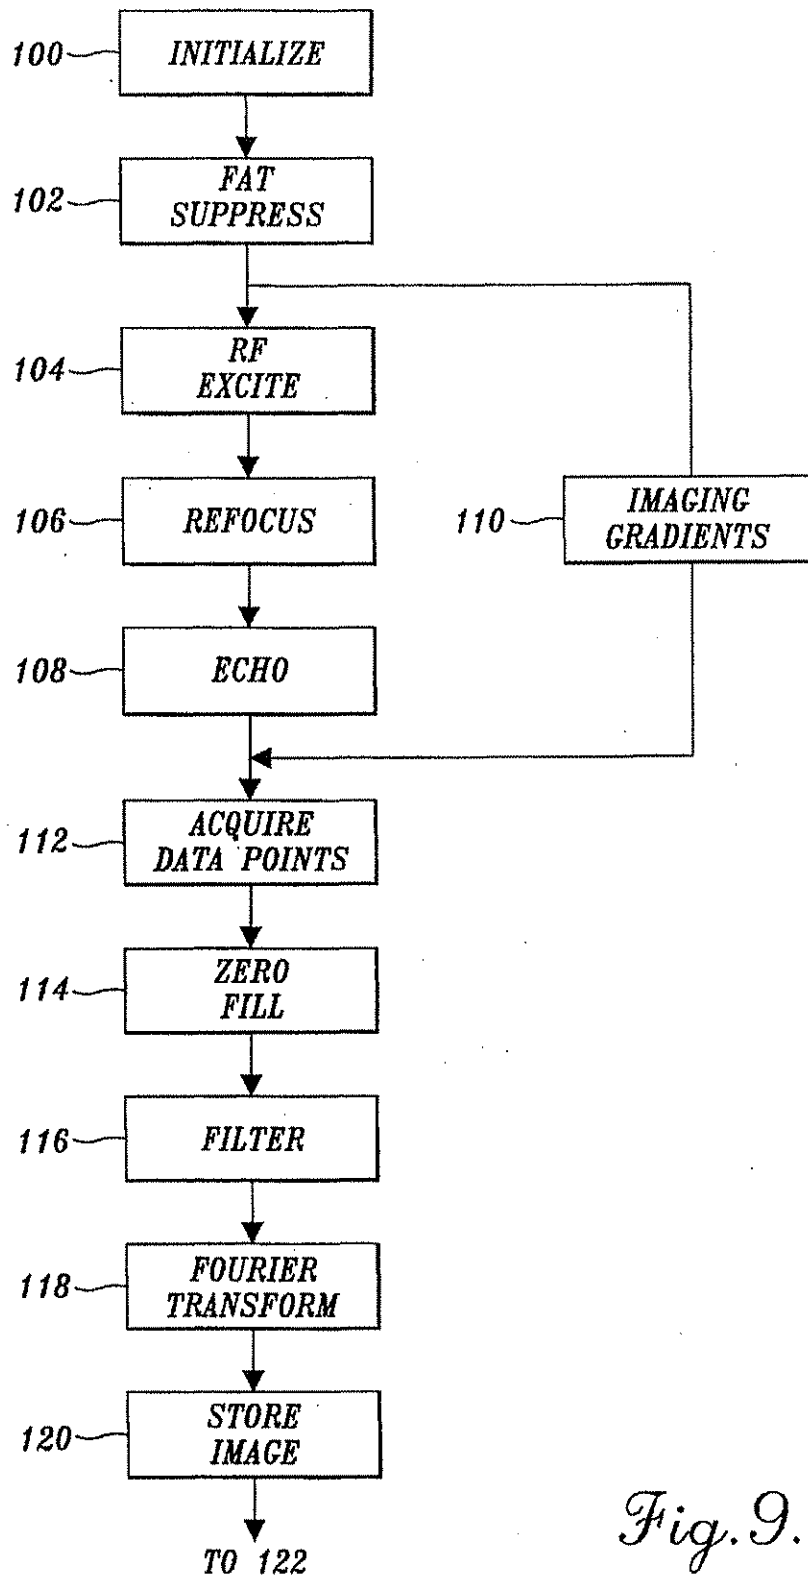 100 INITIALIZE
102 FAT
SUPPRESS
104 RF
EXCITE
106 REFOCUS
110 IMAGING
GRADIENTS
108 ECHO
112 ACQUIRE
DATA POINTS
114 ZERO
FILL
116 FILTER
118 FOURIER
TRANSFORM
120 STORE
IMAGE
TO 122
Fig. 9.